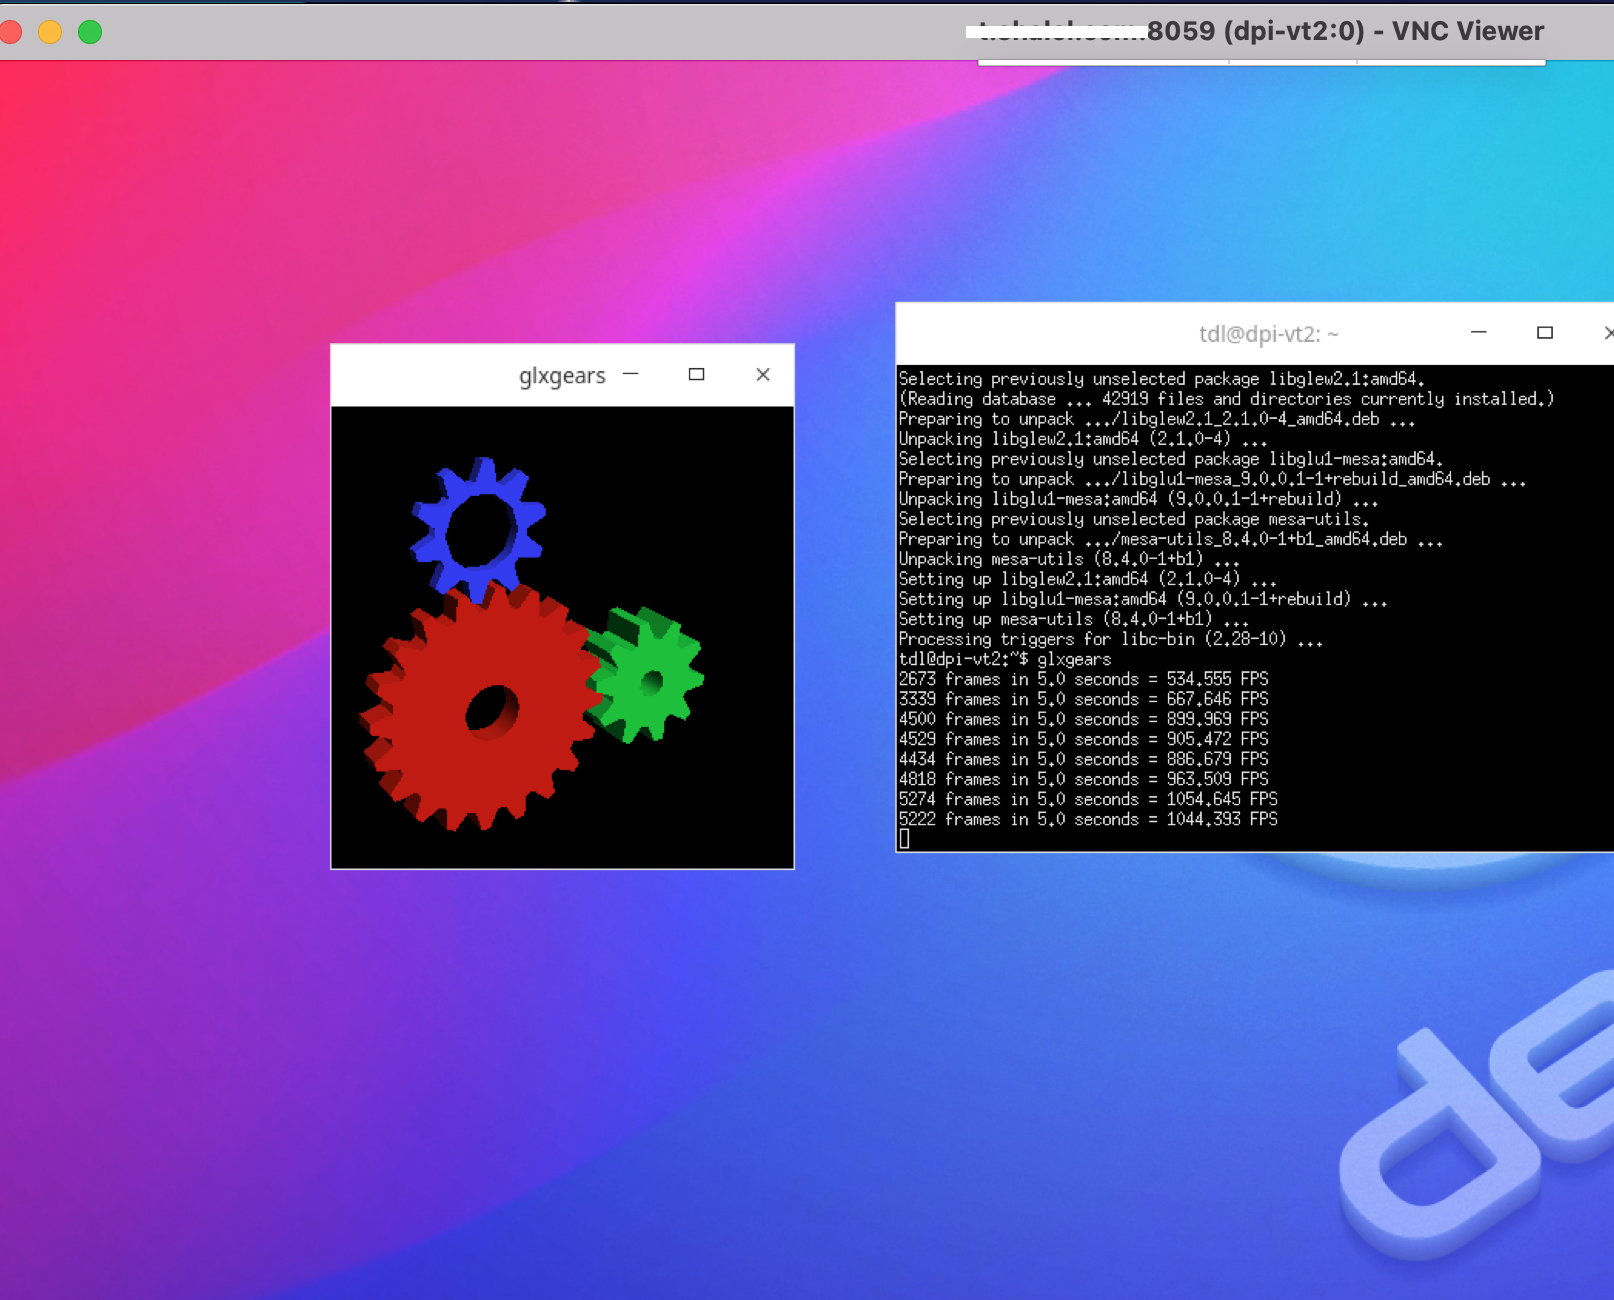 8059 (dpi-vt2:0) - VNC Viewer
glxgears
tdl@dpi-vt2: ~
Selecting previously unselected package libglew2.1:amd64.
(Reading database ... 42919 files and directories currently installed.)
Preparing to unpack .../libglew2.1_2.1.0-4_amd64.deb ...
Unpacking libglew2.1:amd64 (2.1.0-4) ...
Selecting previously unselected package libglu1-mesa:amd64.
Preparing to unpack .../libglu1-mesa_9.0.0.1-1+rebuild_amd64.deb ...
Unpacking libglu1-mesa:amd64 (9.0.0.1-1+rebuild) ...
Selecting previously unselected package mesa-utils.
Preparing to unpack .../mesa-utils_8.4.0-1+b1_amd64.deb ...
Unpacking mesa-utils (8.4.0-1+b1) ...
Setting up libglew2.1:amd64 (2.1.0-4) ...
Setting up libglu1-mesa:amd64 (9.0.0.1-1+rebuild) ...
Setting up mesa-utils (8.4.0-1+b1) ...
Processing triggers for libc-bin (2.28-10) ...
tdl@dpi-vt2:~$ glxgears
2673 frames in 5.0 seconds = 534.555 FPS
3339 frames in 5.0 seconds = 667.646 FPS
4500 frames in 5.0 seconds = 899.969 FPS
4529 frames in 5.0 seconds = 905.472 FPS
4434 frames in 5.0 seconds = 886.679 FPS
4818 frames in 5.0 seconds = 963.509 FPS
5274 frames in 5.0 seconds = 1054.645 FPS
5222 frames in 5.0 seconds = 1044.393 FPS
de